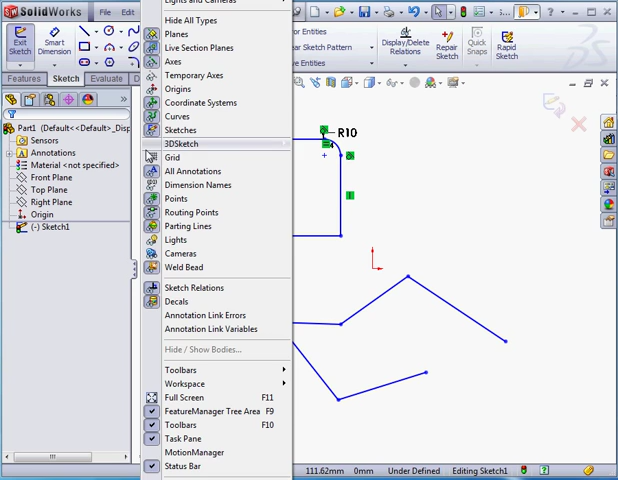 SolidWorks
File
Edit
Lights and Cameras
Hide All Types
Planes
Live Section Planes
Axes
Temporary Axes
Origins
Coordinate Systems
Curves
Sketches
3DSketch
Grid
All Annotations
Dimension Names
Points
Routing Points
Parting Lines
Lights
Cameras
Weld Bead
Sketch Relations
Decals
Annotation Link Errors
Annotation Link Variables
Hide / Show Bodies...
Toolbars
Workspace
Full Screen F11
FeatureManager Tree Area F9
Toolbars F10
CommandManager
Task Pane
MotionManager
Status Bar
Exit Sketch
Smart Dimension
Features
Sketch
Evaluate
Part1 (Default<<Default>_Disp
Sensors
Annotations
Material <not specified>
Front Plane
Top Plane
Right Plane
Origin
(-) Sketch1
Entities
ear Sketch Pattern
Entities
Display/Delete Relations
Repair Sketch
Quick Snaps
Rapid Sketch
R10
4
111.62mm
0mm
Under Defined
Editing Sketch1